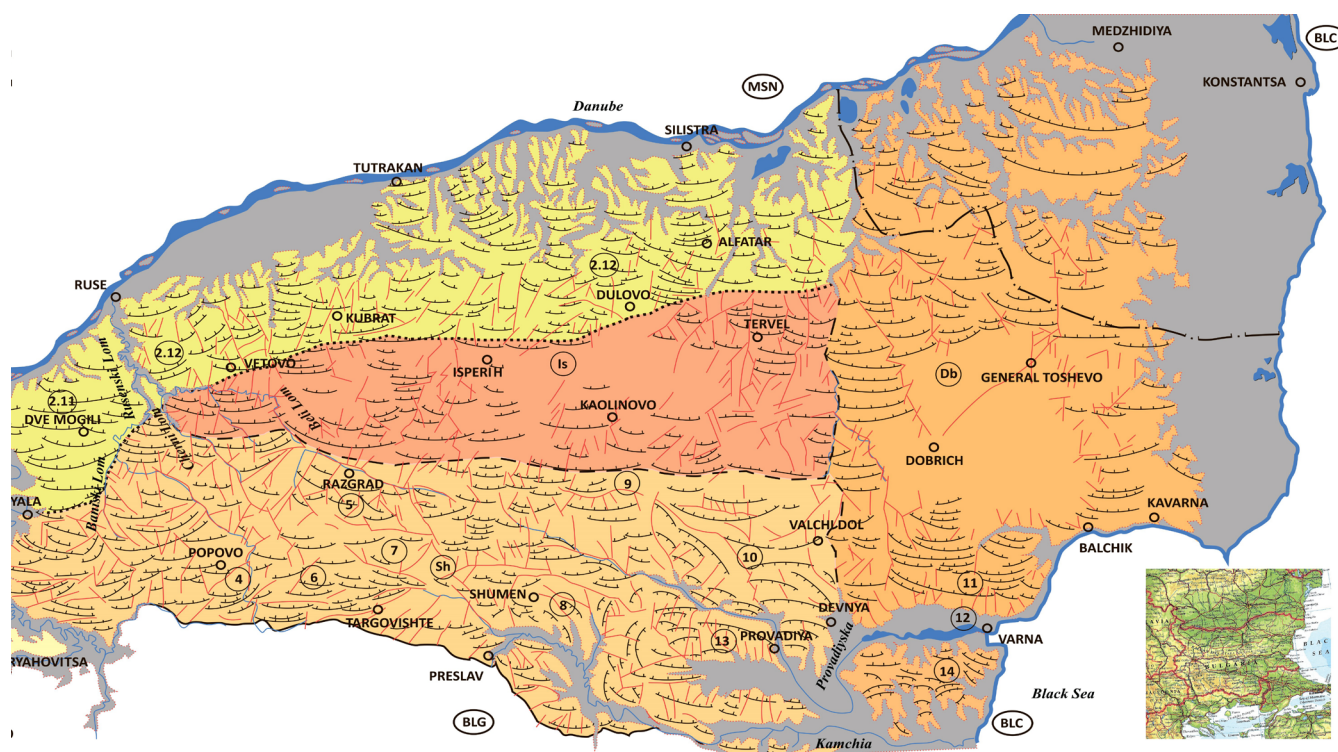 MEDZHIDIYA
BLC
KONSTANTSA
MSN
Danube
SILISTRA
TUTRAKAN
ALFATAR
2.12
RUSE
DULOVO
KUBRAT
TERVEL
2.12
VETOVO
Rusenski Lom
ISPERIH
Is
Db
GENERAL TOSHEVO
2.11
DVE MOGILI
Beli Lom
KAOLINOVO
Cherni Lom
DOBRICH
RAZGRAD
9
5
YALA
Baniski Lom
KAVARNA
VALCHI DOL
BALCHIK
POPOVO
7
10
4
6
Sh
11
SHUMEN
8
TARGOVISHTE
DEVNYA
12
VARNA
13
PROVADIYA
RYAHOVITSA
Provadiyska
14
PRESLAV
Black Sea
BLG
BLC
Kamchia
BULGARIA